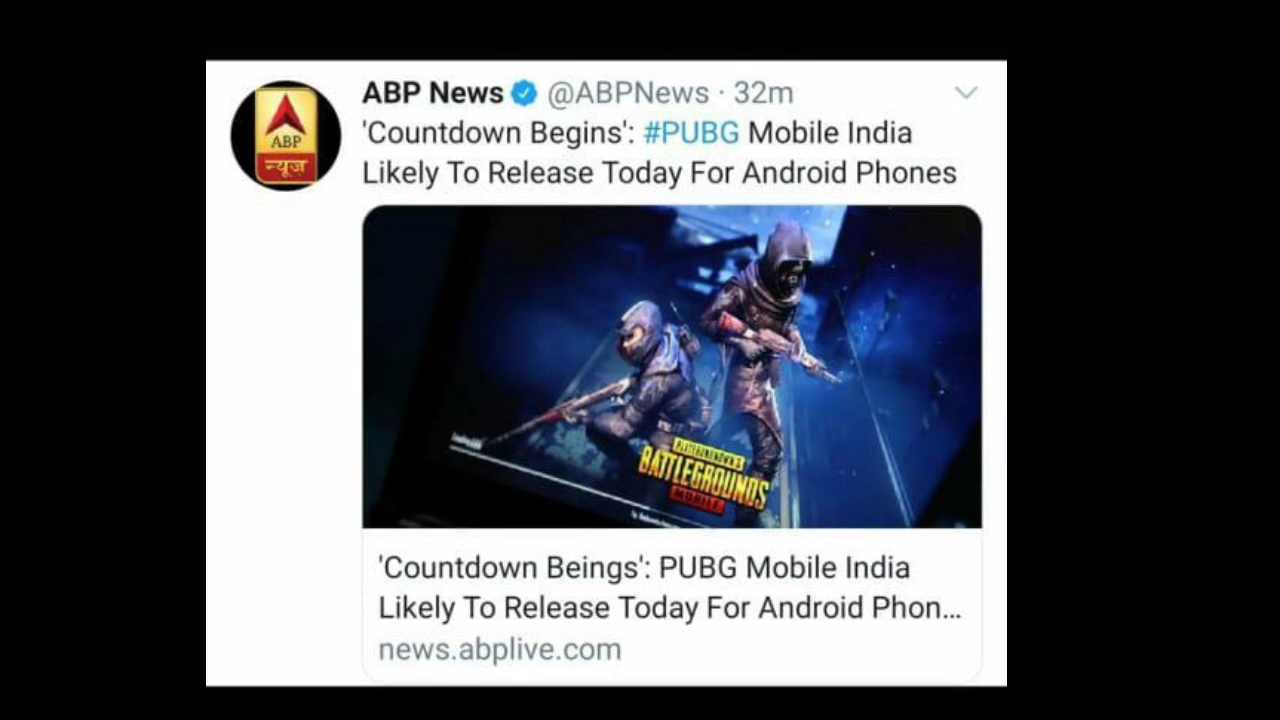 ABP News @ABPNews · 32m
'Countdown Begins': #PUBG Mobile India
Likely To Release Today For Android Phones
ABP
न्यूज़
PLAYERUNKNOWN'S
BATTLEGROUNDS
MOBILE
'Countdown Beings': PUBG Mobile India
Likely To Release Today For Android Phon...
news.abplive.com